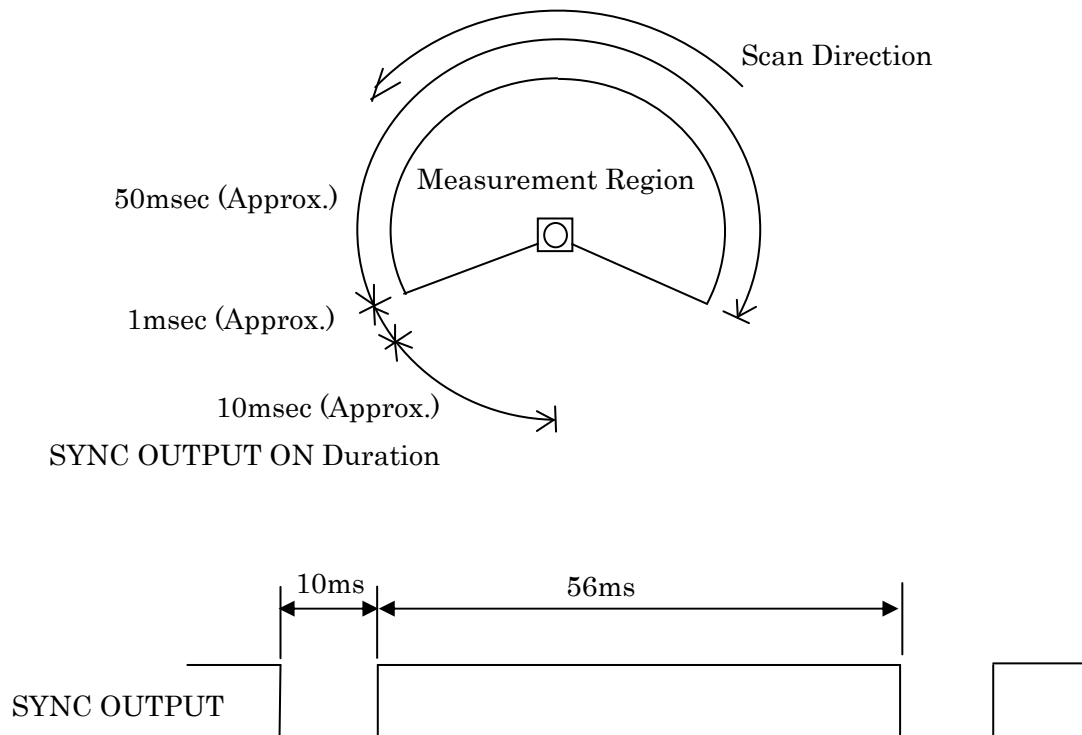 Scan Direction
Measurement Region
50msec (Approx.)
1msec (Approx.)
10msec (Approx.)
SYNC OUTPUT ON Duration
10ms
56ms
SYNC OUTPUT